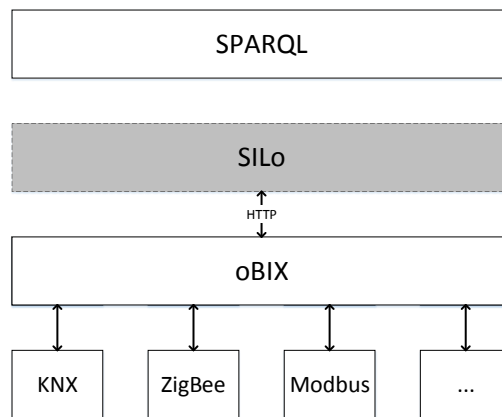 SPARQL
SILo
HTTP
oBIX
KNX
ZigBee
Modbus
...